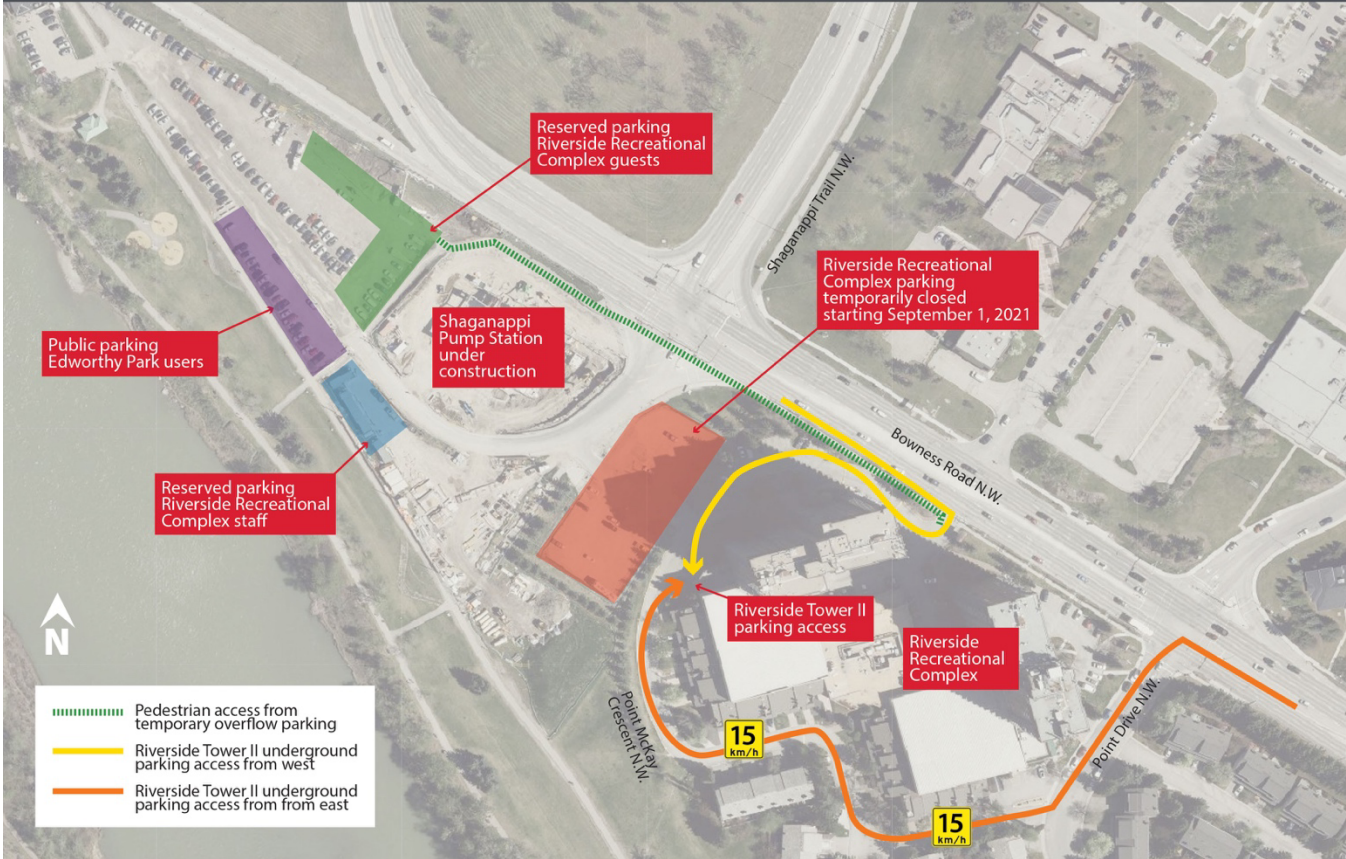 Reserved parking
Riverside Recreational
Complex guests
Shaganappi Trail N.W.
Riverside Recreational
Complex parking
temporarily closed
starting September 1, 2021
Public parking
Edworthy Park users
Shaganappi
Pump Station
under
construction
Bowness Road N.W.
Reserved parking
Riverside Recreational
Complex staff
Riverside Tower II
parking access
Riverside
Recreational
Complex
N
Point McKay
Crescent N.W.
Point Drive N.W.
15
km/h
15
km/h
Pedestrian access from
temporary overflow parking
Riverside Tower II underground
parking access from west
Riverside Tower II underground
parking access from from east